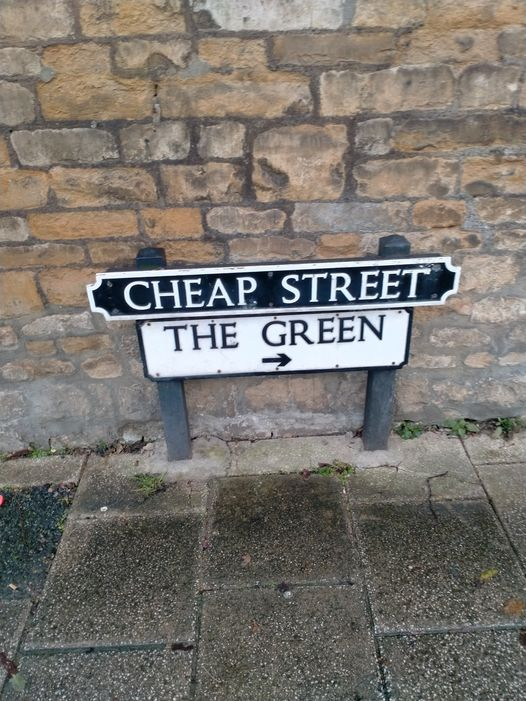 CHEAP STREET
THE GREEN
→